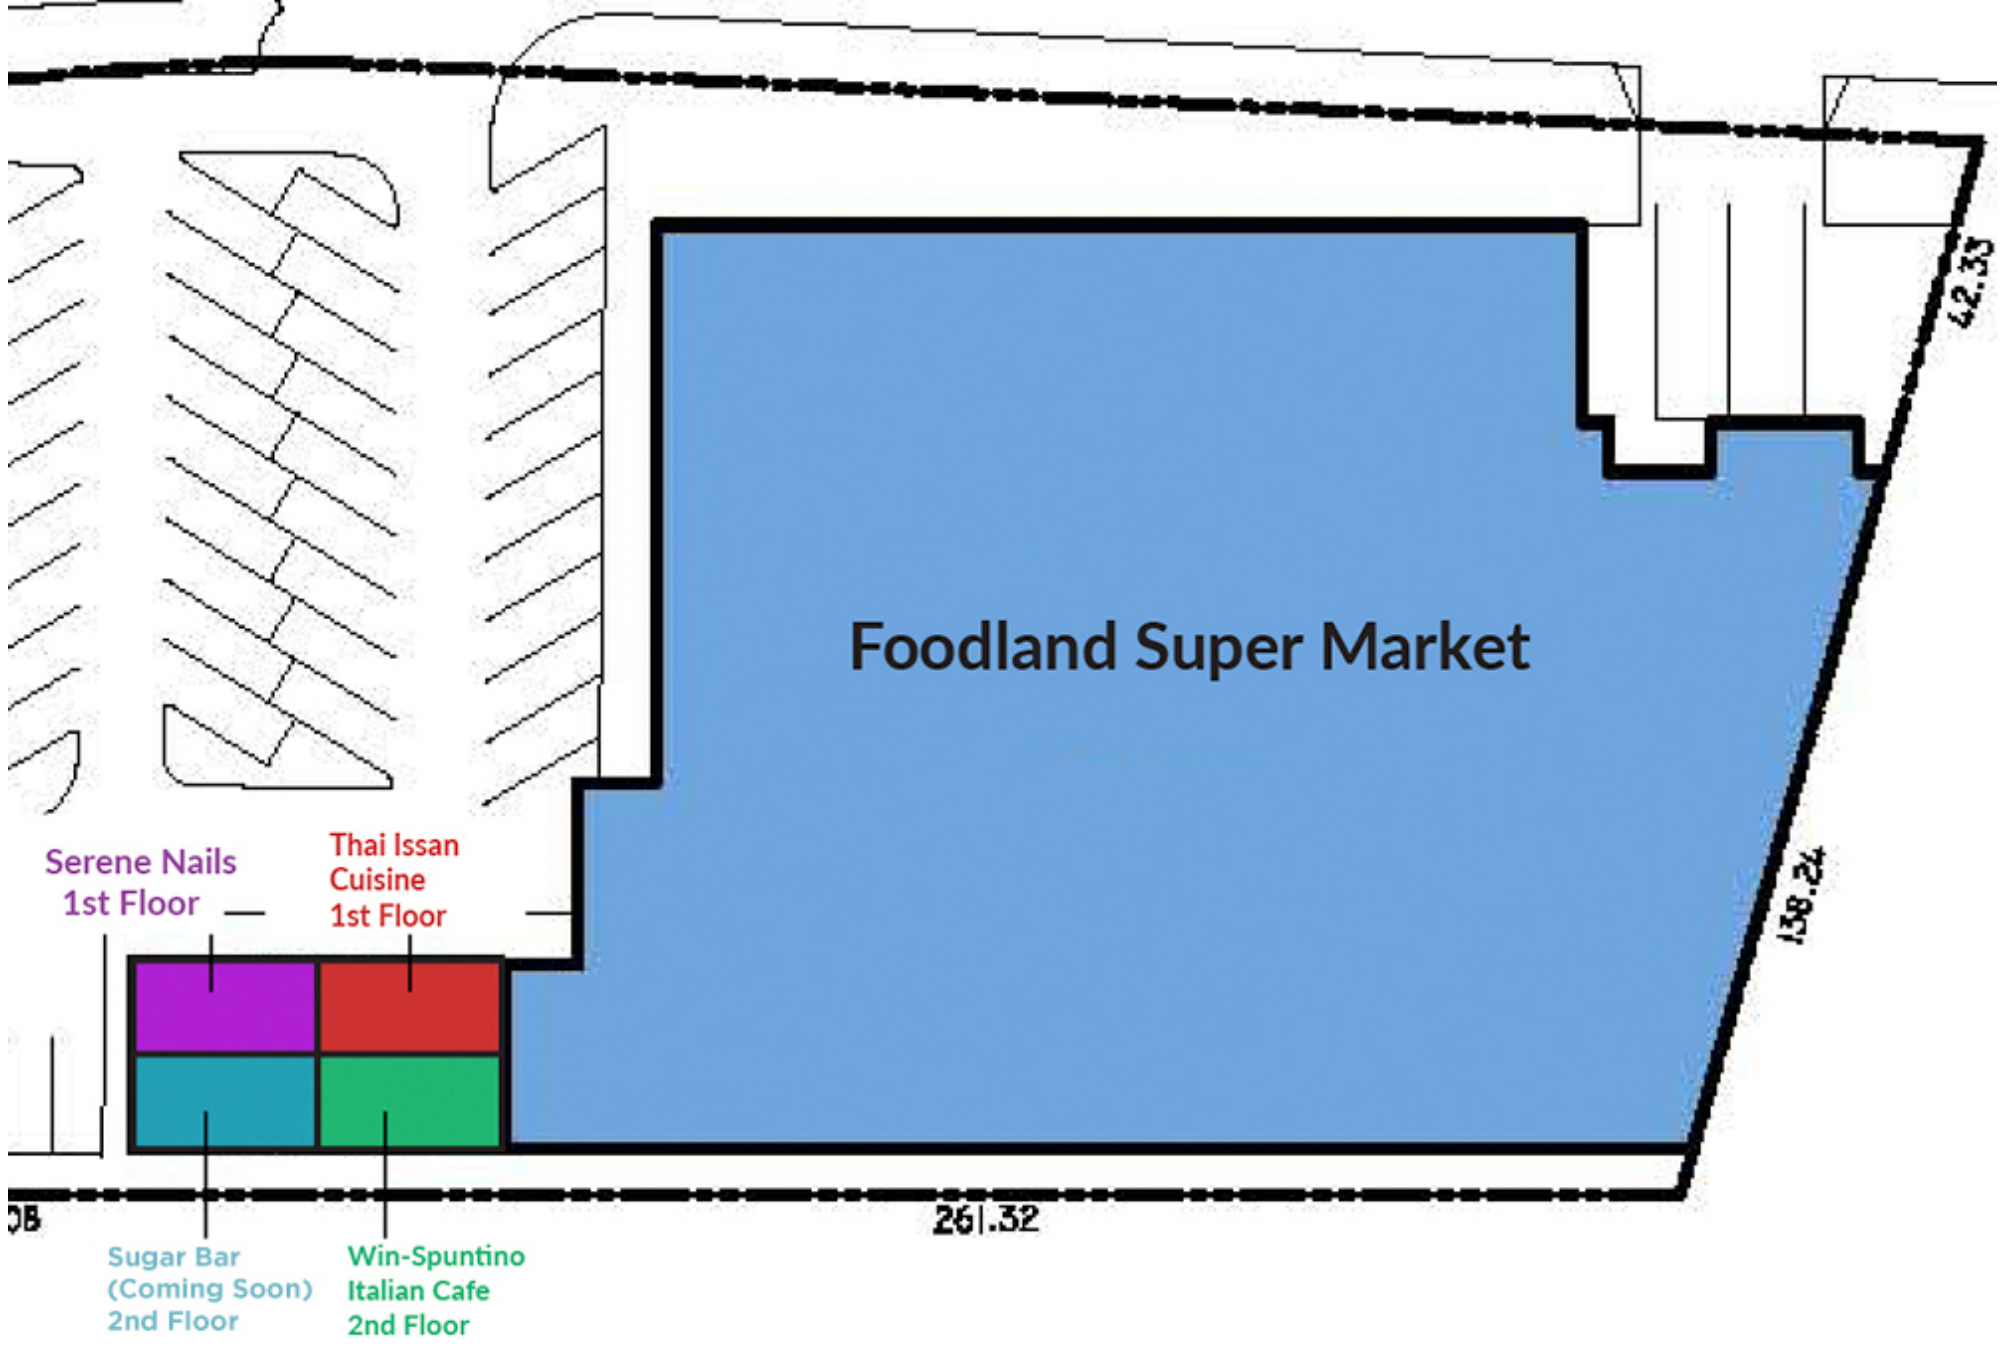 42.33
Foodland Super Market
138.24
Serene Nails
1st Floor
Thai Issan
Cuisine
1st Floor
261.32
Sugar Bar
(Coming Soon)
2nd Floor
Win-Spuntino
Italian Cafe
2nd Floor